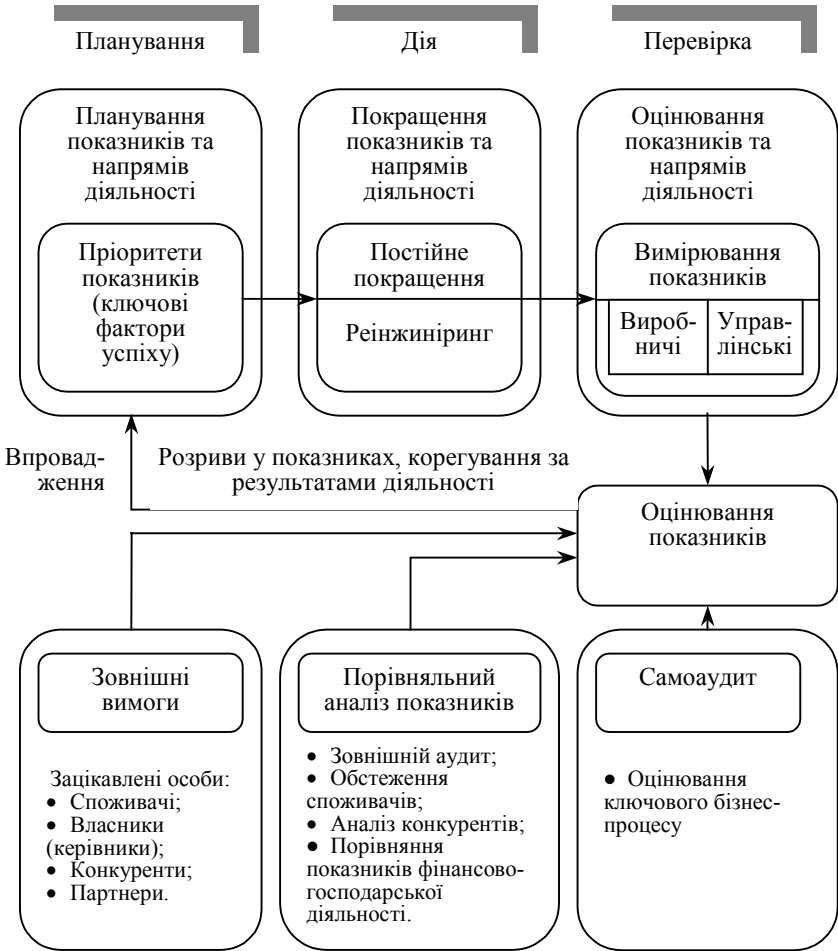 Планування
Дія
Перевірка
Планування
показників та
напрямів
діяльності
Пріоритети
показників
(ключові
фактори
успіху)
Покращення
показників та
напрямів
діяльності
Постійне
покращення
Реінжиніринг
Оцінювання
показників та
напрямів
діяльності
Вимірювання
показників
Вироб-
ничі
Управ-
лінські
Впровад-
ження
Розриви у показниках, корегування за
результатами діяльності
Оцінювання
показників
Зовнішні
вимоги
Зацікавлені особи:
• Споживачі;
• Власники
(керівники);
• Конкуренти;
• Партнери.
Порівняльний
аналіз показників
• Зовнішній аудит;
• Обстеження
споживачів;
• Аналіз конкурентів;
• Порівняння
показників фінансово-
господарської
діяльності.
Самоаудит
• Оцінювання
ключового бізнес-
процесу